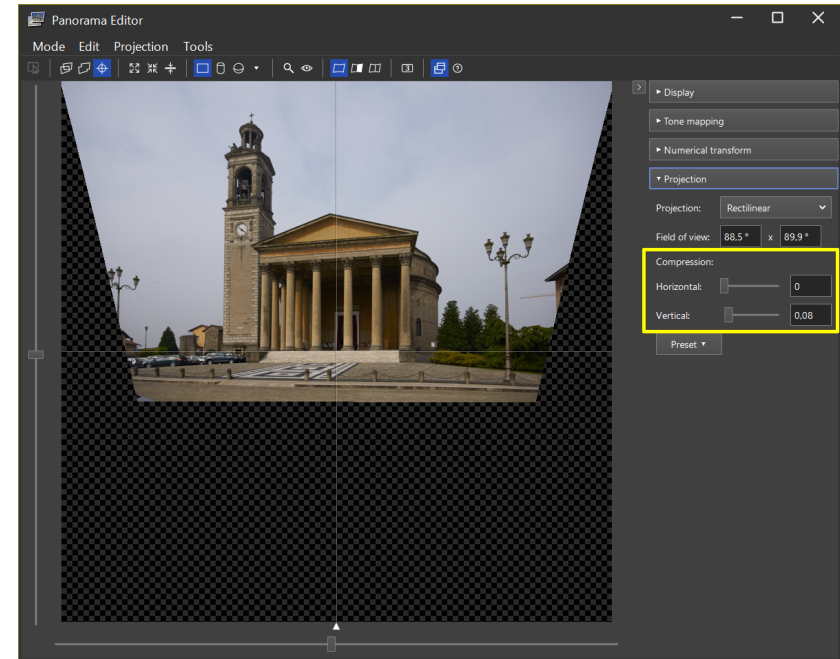 Panorama Editor
Mode Edit Projection Tools
Display
Tone mapping
Numerical transform
Projection
Projection: Rectilinear
Field of view: 88,5 ° x 89,9 °
Compression:
Horizontal: 0
Vertical: 0,08
Preset